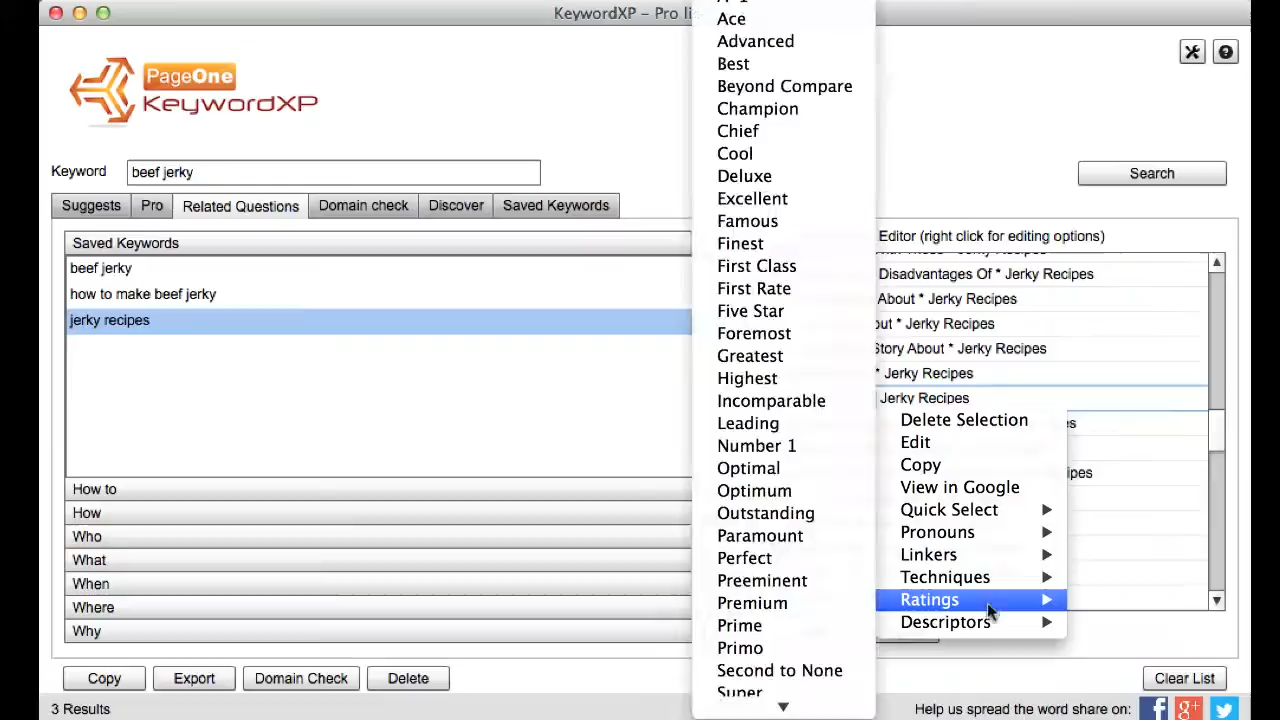 KeywordXP – Pro li
PageOne
KeywordXP
Keyword
beef jerky
Search
Suggests
Pro
Related Questions
Domain check
Discover
Saved Keywords
Saved Keywords
beef jerky
how to make beef jerky
jerky recipes
How to
How
Who
What
When
Where
Why
Ace
Advanced
Best
Beyond Compare
Champion
Chief
Cool
Deluxe
Excellent
Famous
Finest
First Class
First Rate
Five Star
Foremost
Greatest
Highest
Incomparable
Leading
Number 1
Optimal
Optimum
Outstanding
Paramount
Perfect
Preeminent
Premium
Prime
Primo
Second to None
Super
Editor (right click for editing options)
Disadvantages Of * Jerky Recipes
About * Jerky Recipes
out * Jerky Recipes
Story About * Jerky Recipes
* Jerky Recipes
Jerky Recipes
es
ipes
Delete Selection
Edit
Copy
View in Google
Quick Select
Pronouns
Linkers
Techniques
Ratings
Descriptors
Copy
Export
Domain Check
Delete
Clear List
3 Results
Help us spread the word share on: